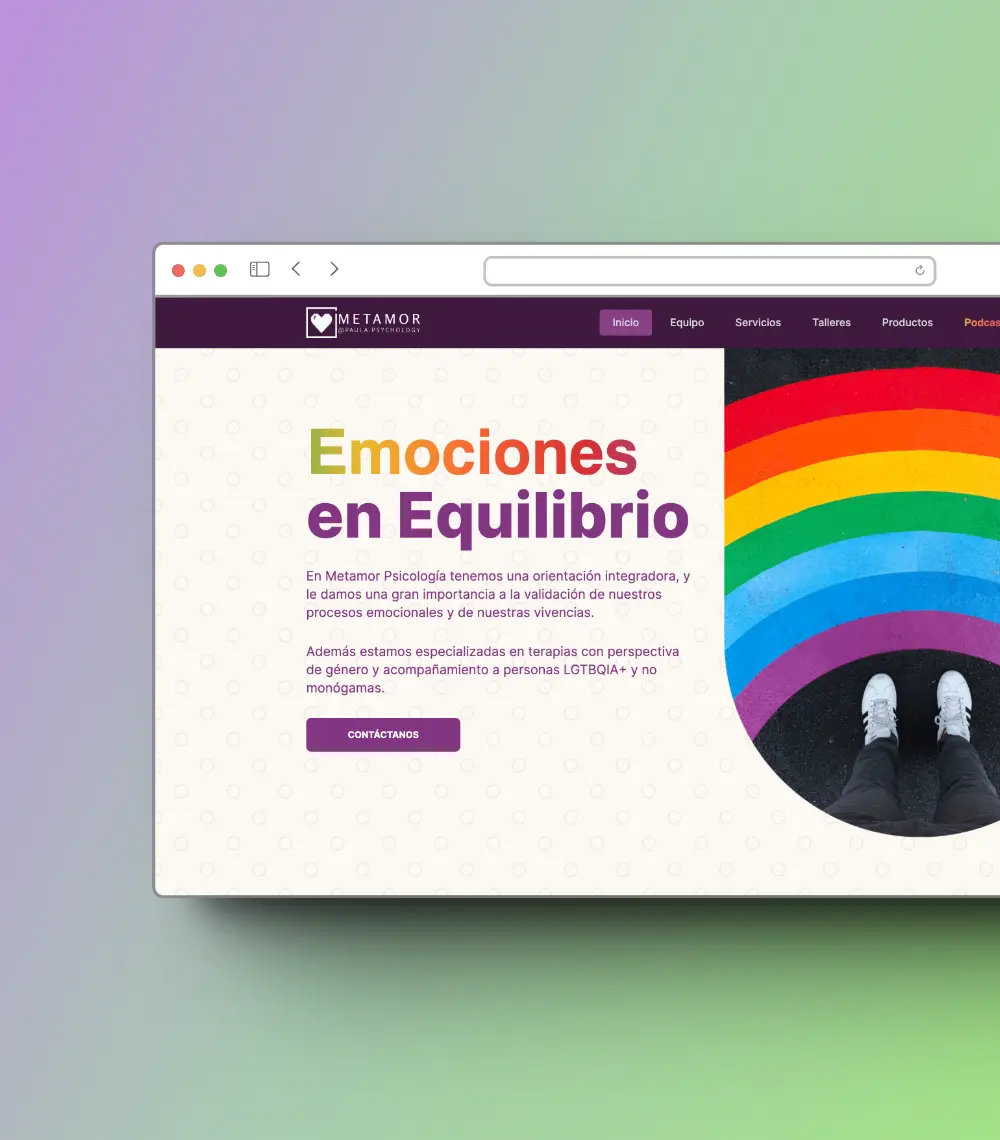 METAMOR
@PAULA.PSYCHOLOGY
Inicio Equipo Servicios Talleres Productos Podcas
Emociones
en Equilibrio
En Metamor Psicología tenemos una orientación integradora, y
le damos una gran importancia a la validación de nuestros
procesos emocionales y de nuestras vivencias.
Además estamos especializadas en terapias con perspectiva
de género y acompañamiento a personas LGTBQIA+ y no
monógamas.
CONTÁCTANOS